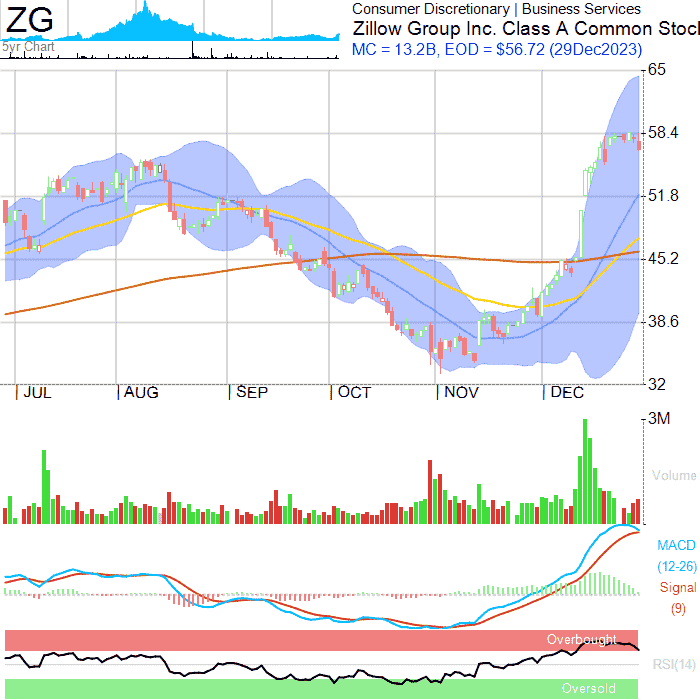 ZG
5yr Chart
Consumer Discretionary | Business Services
Zillow Group Inc. Class A Common Stoc
MC = 13.2B, EOD = $56.72 (29Dec2023)
65
58.4
51.8
45.2
38.6
32
JUL AUG SEP OCT NOV DEC
3M
Volume
MACD
(12-26)
Signal
(9)
Overbought
RSI(14)
Oversold